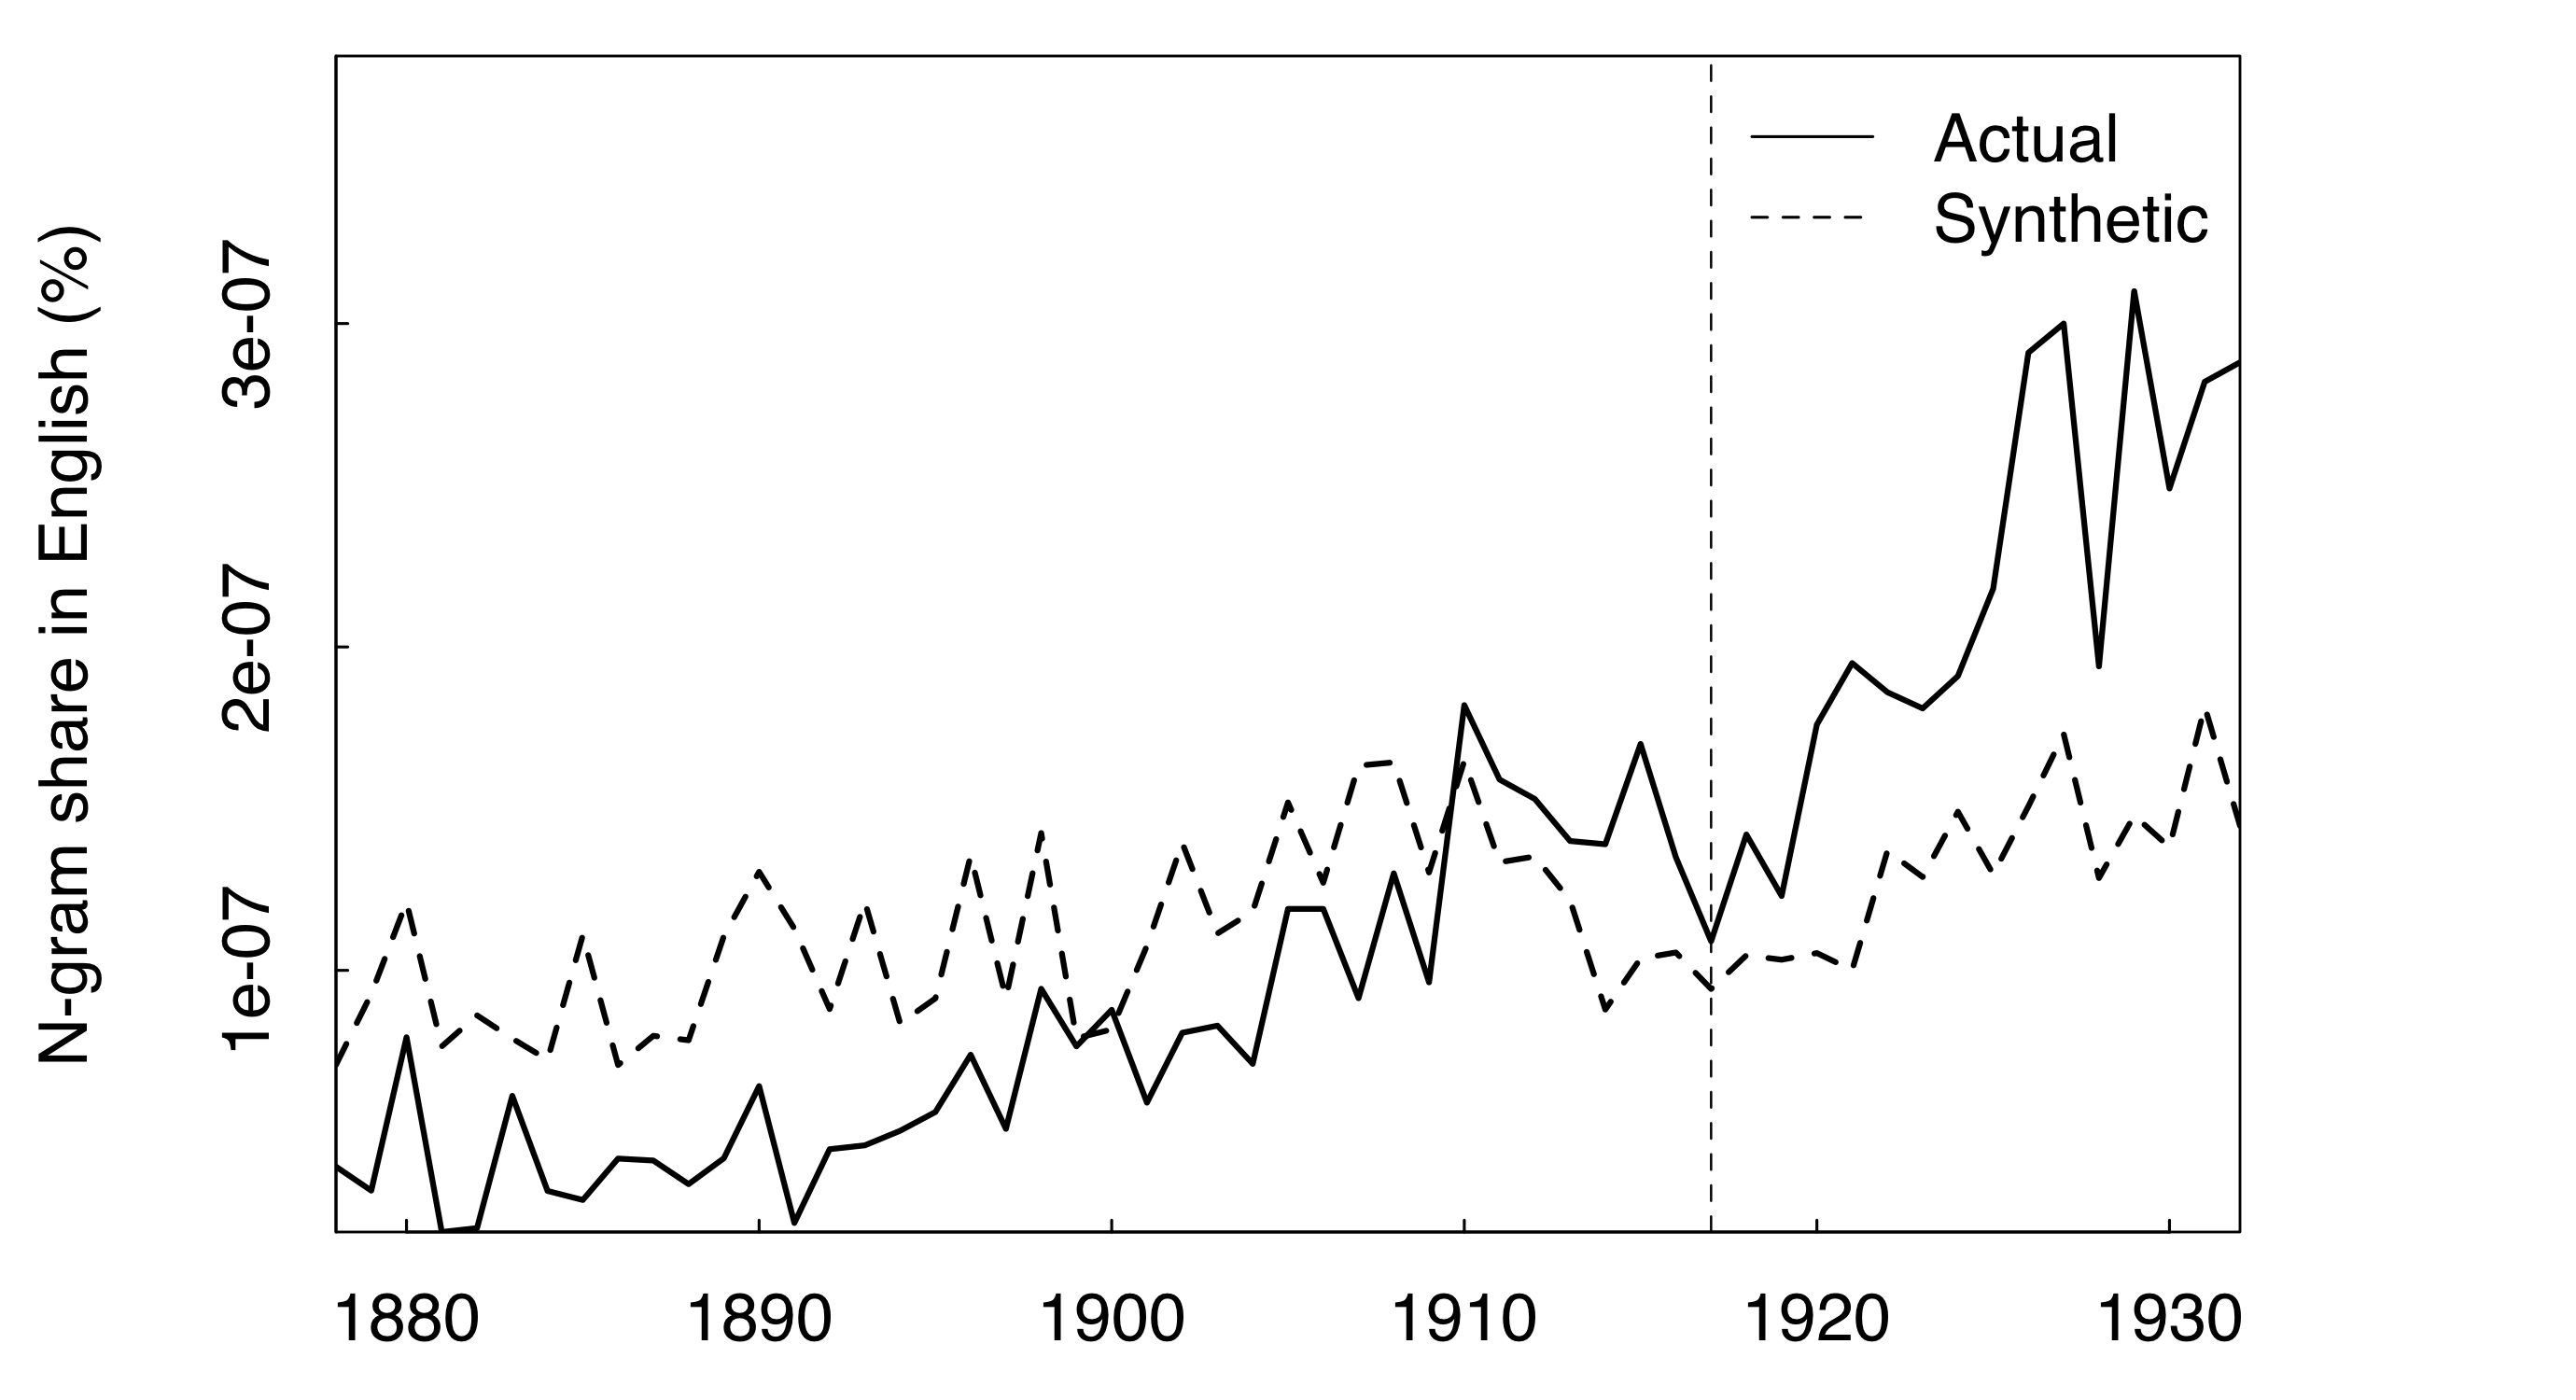 N-gram share in English (%)
3e-07
2e-07
1e-07
Actual
Synthetic
1880 1890 1900 1910 1920 1930